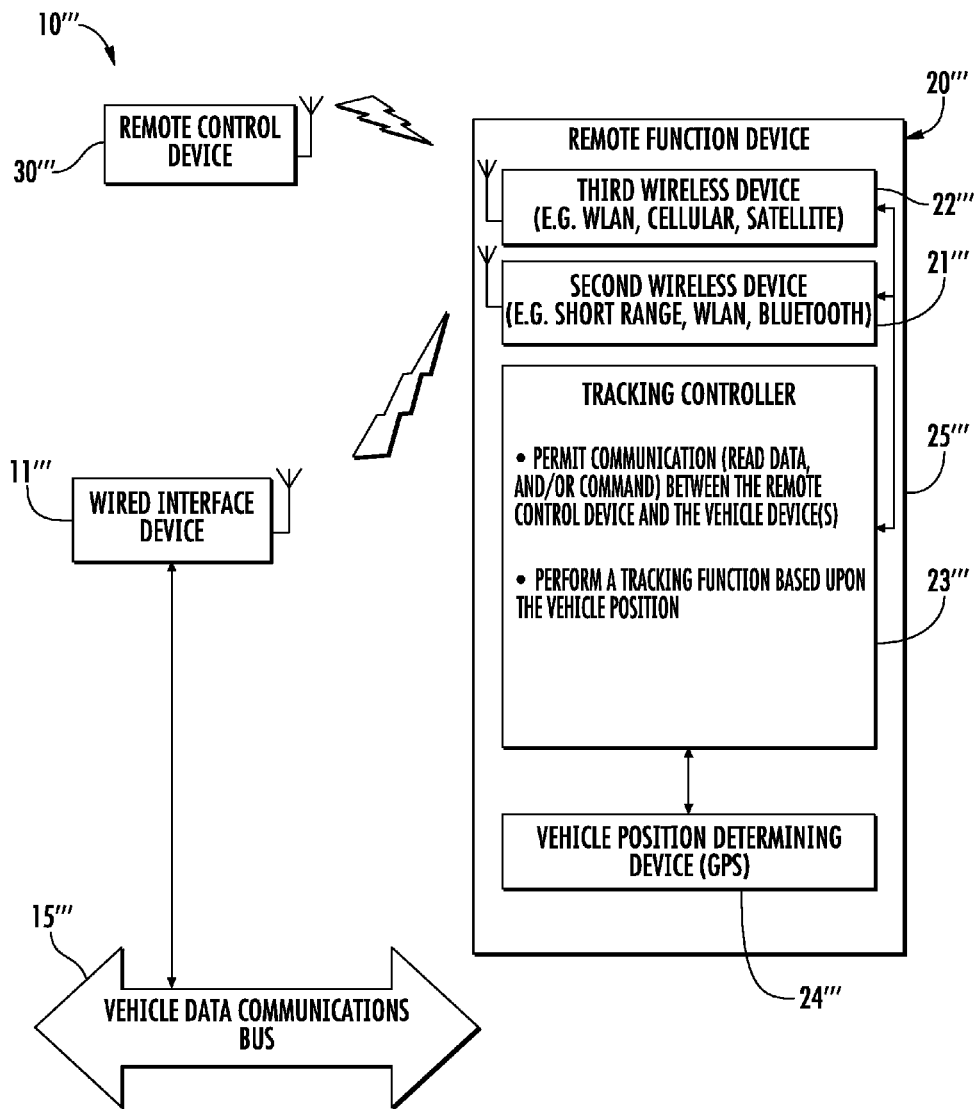 10'''
REMOTE CONTROL
DEVICE
30'''
20'''
REMOTE FUNCTION DEVICE
THIRD WIRELESS DEVICE
(E.G. WLAN, CELLULAR, SATELLITE)
22'''
SECOND WIRELESS DEVICE
(E.G. SHORT RANGE, WLAN, BLUETOOTH)
21'''
TRACKING CONTROLLER
• PERMIT COMMUNICATION (READ DATA,
AND/OR COMMAND) BETWEEN THE REMOTE
CONTROL DEVICE AND THE VEHICLE DEVICE(S)
• PERFORM A TRACKING FUNCTION BASED UPON
THE VEHICLE POSITION
25'''
23'''
11'''
WIRED INTERFACE
DEVICE
VEHICLE POSITION DETERMINING
DEVICE (GPS)
24'''
15'''
VEHICLE DATA COMMUNICATIONS
BUS